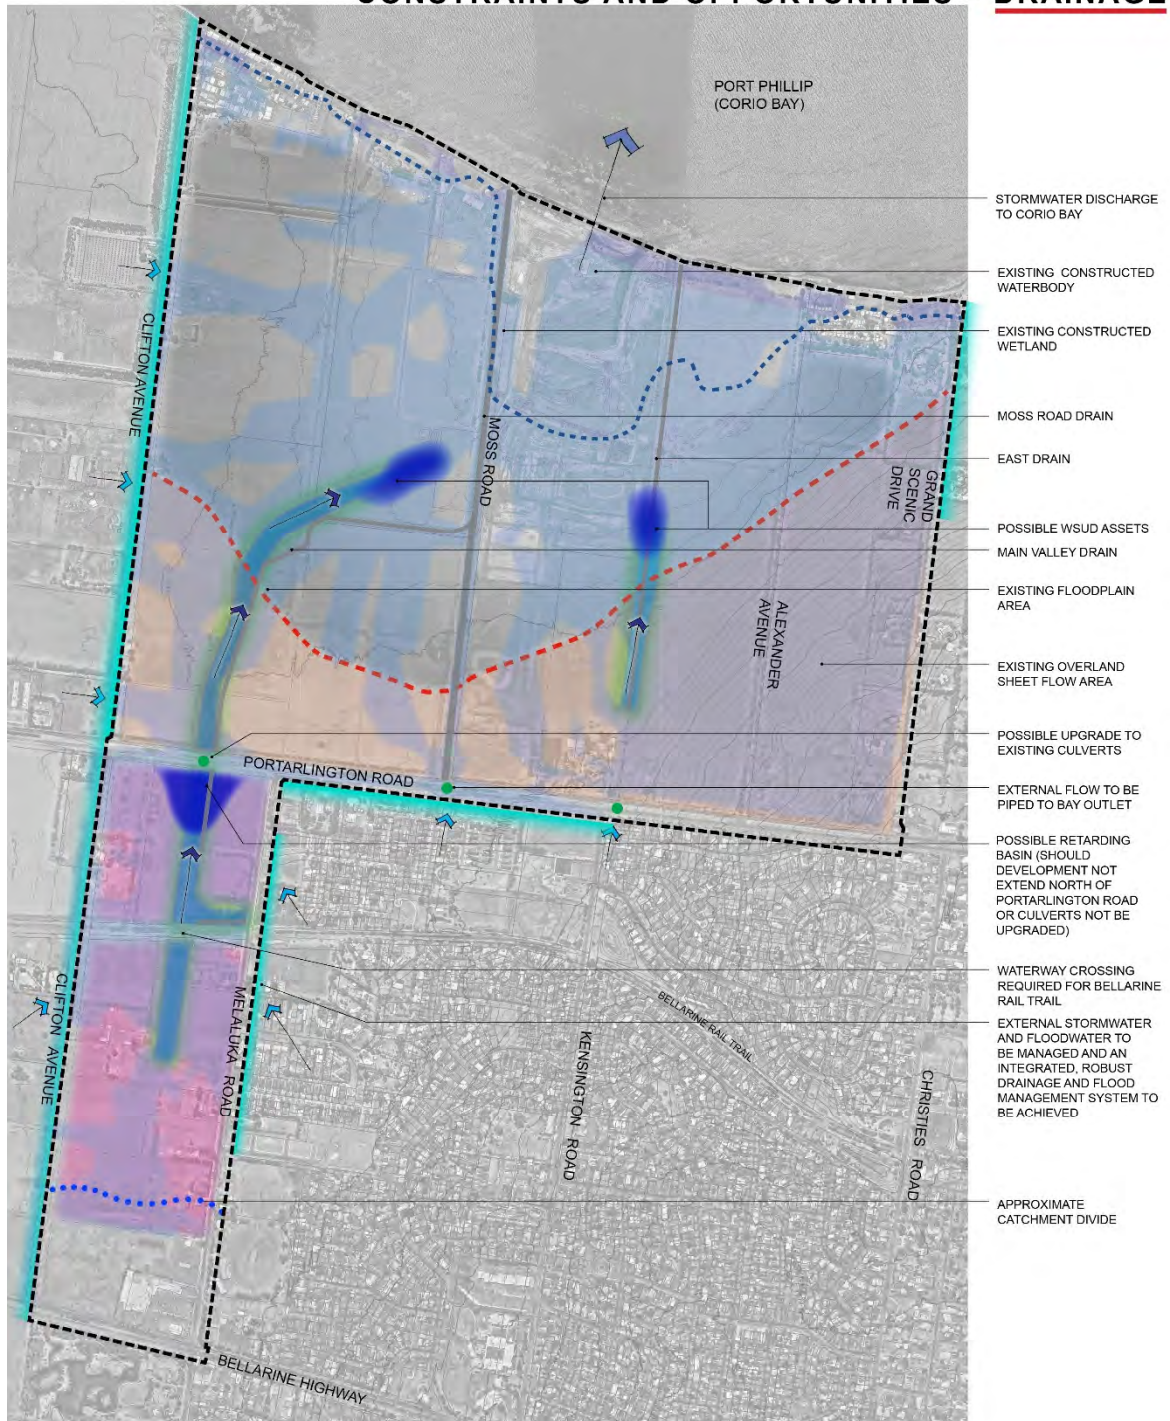 CONSTRAINTS AND OPPORTUNITIES
DRAINAGE
PORT PHILLIP
(CORIO BAY)
STORMWATER DISCHARGE
TO CORIO BAY
EXISTING CONSTRUCTED
WATERBODY
EXISTING CONSTRUCTED
WETLAND
MOSS ROAD DRAIN
EAST DRAIN
POSSIBLE WSUD ASSETS
MAIN VALLEY DRAIN
EXISTING FLOODPLAIN
AREA
EXISTING OVERLAND
SHEET FLOW AREA
POSSIBLE UPGRADE TO
EXISTING CULVERTS
EXTERNAL FLOW TO BE
PIPED TO BAY OUTLET
POSSIBLE RETARDING
BASIN (SHOULD
DEVELOPMENT NOT
EXTEND NORTH OF
PORTARLINGTON ROAD
OR CULVERTS NOT BE
UPGRADED)
WATERWAY CROSSING
REQUIRED FOR BELLARINE
RAIL TRAIL
EXTERNAL STORMWATER
AND FLOODWATER TO
BE MANAGED AND AN
INTEGRATED, ROBUST
DRAINAGE AND FLOOD
MANAGEMENT SYSTEM TO
BE ACHIEVED
APPROXIMATE
CATCHMENT DIVIDE
CLIFTON AVENUE
MOSS ROAD
GRAND
SCENIC
DRIVE
ALEXANDER
AVENUE
PORTARLINGTON ROAD
CLIFTON AVENUE
MELALUKA ROAD
BELLARINE RAIL TRAIL
KENSINGTON ROAD
CHRISTIES ROAD
BELLARINE HIGHWAY